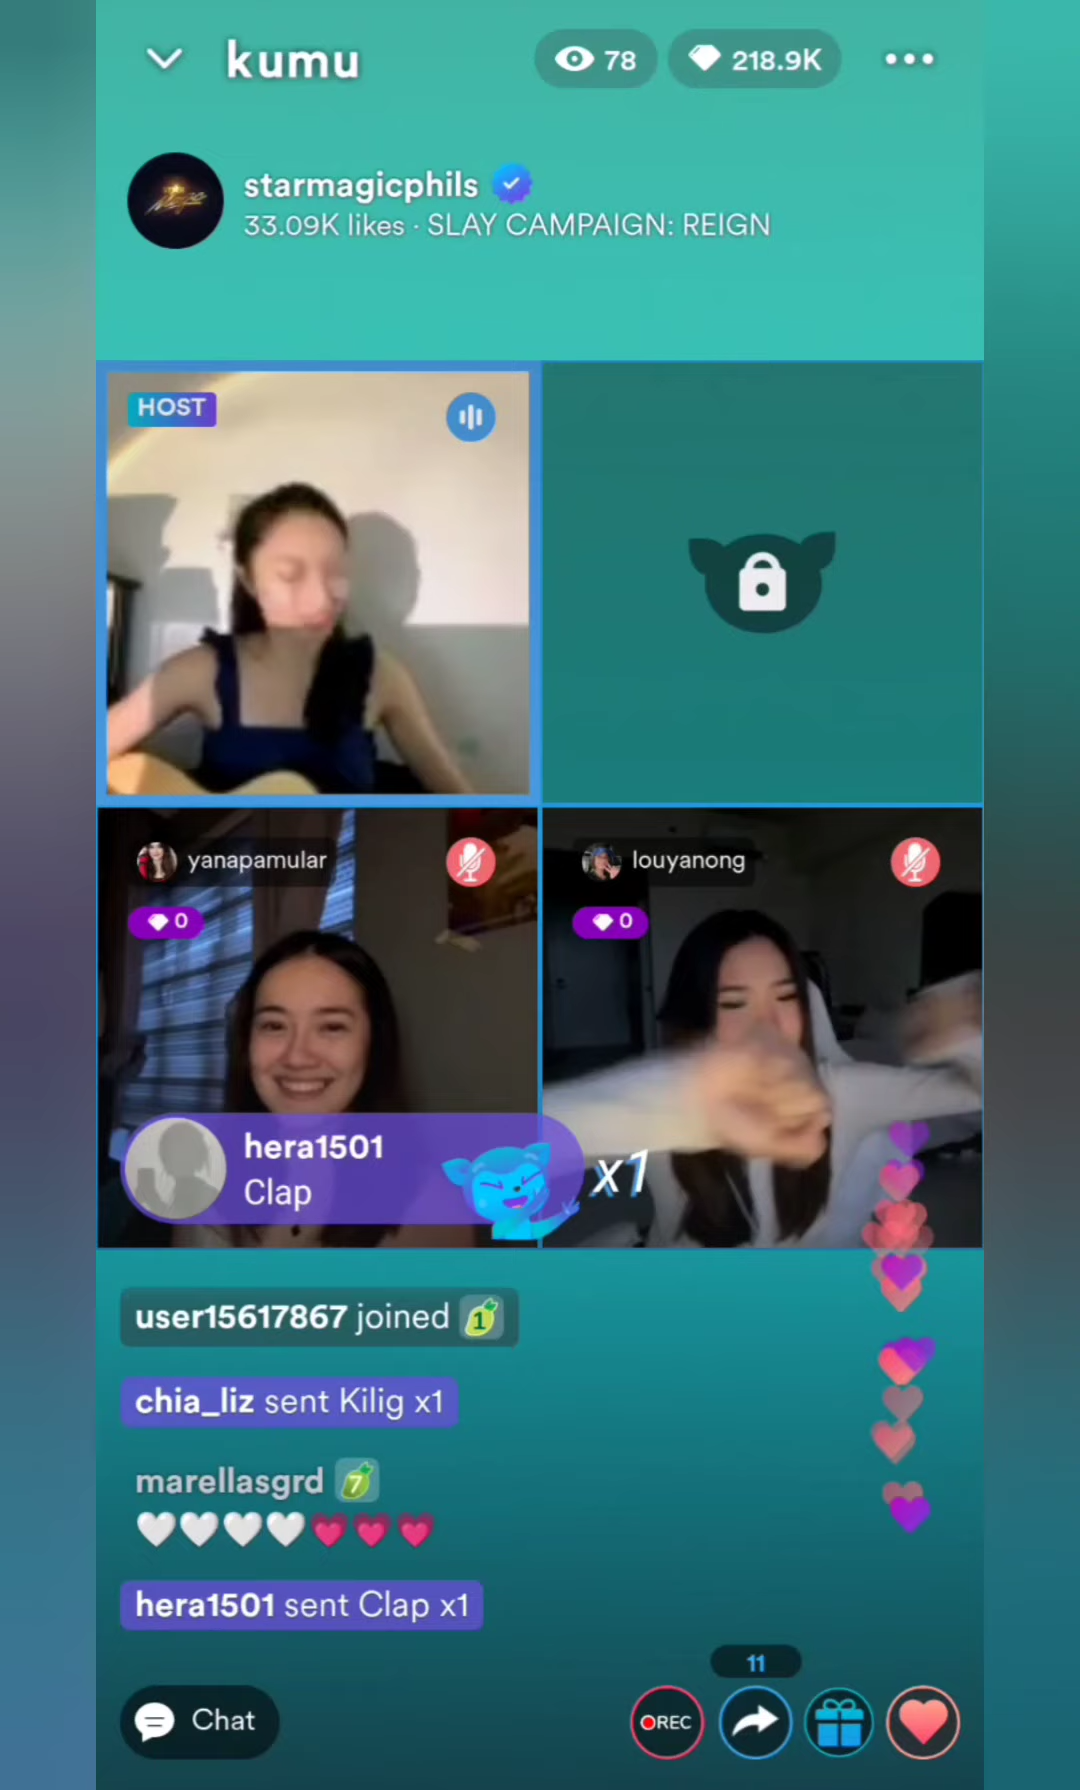 kumu
78
218.9K
starmagicphils
33.09K likes · SLAY CAMPAIGN: REIGN
HOST
yanapamular
0
louyanong
0
hera1501
Clap
x1
user15617867 joined 1
chia_liz sent Kilig x1
marellasgrd 7
hera1501 sent Clap x1
11
Chat
REC